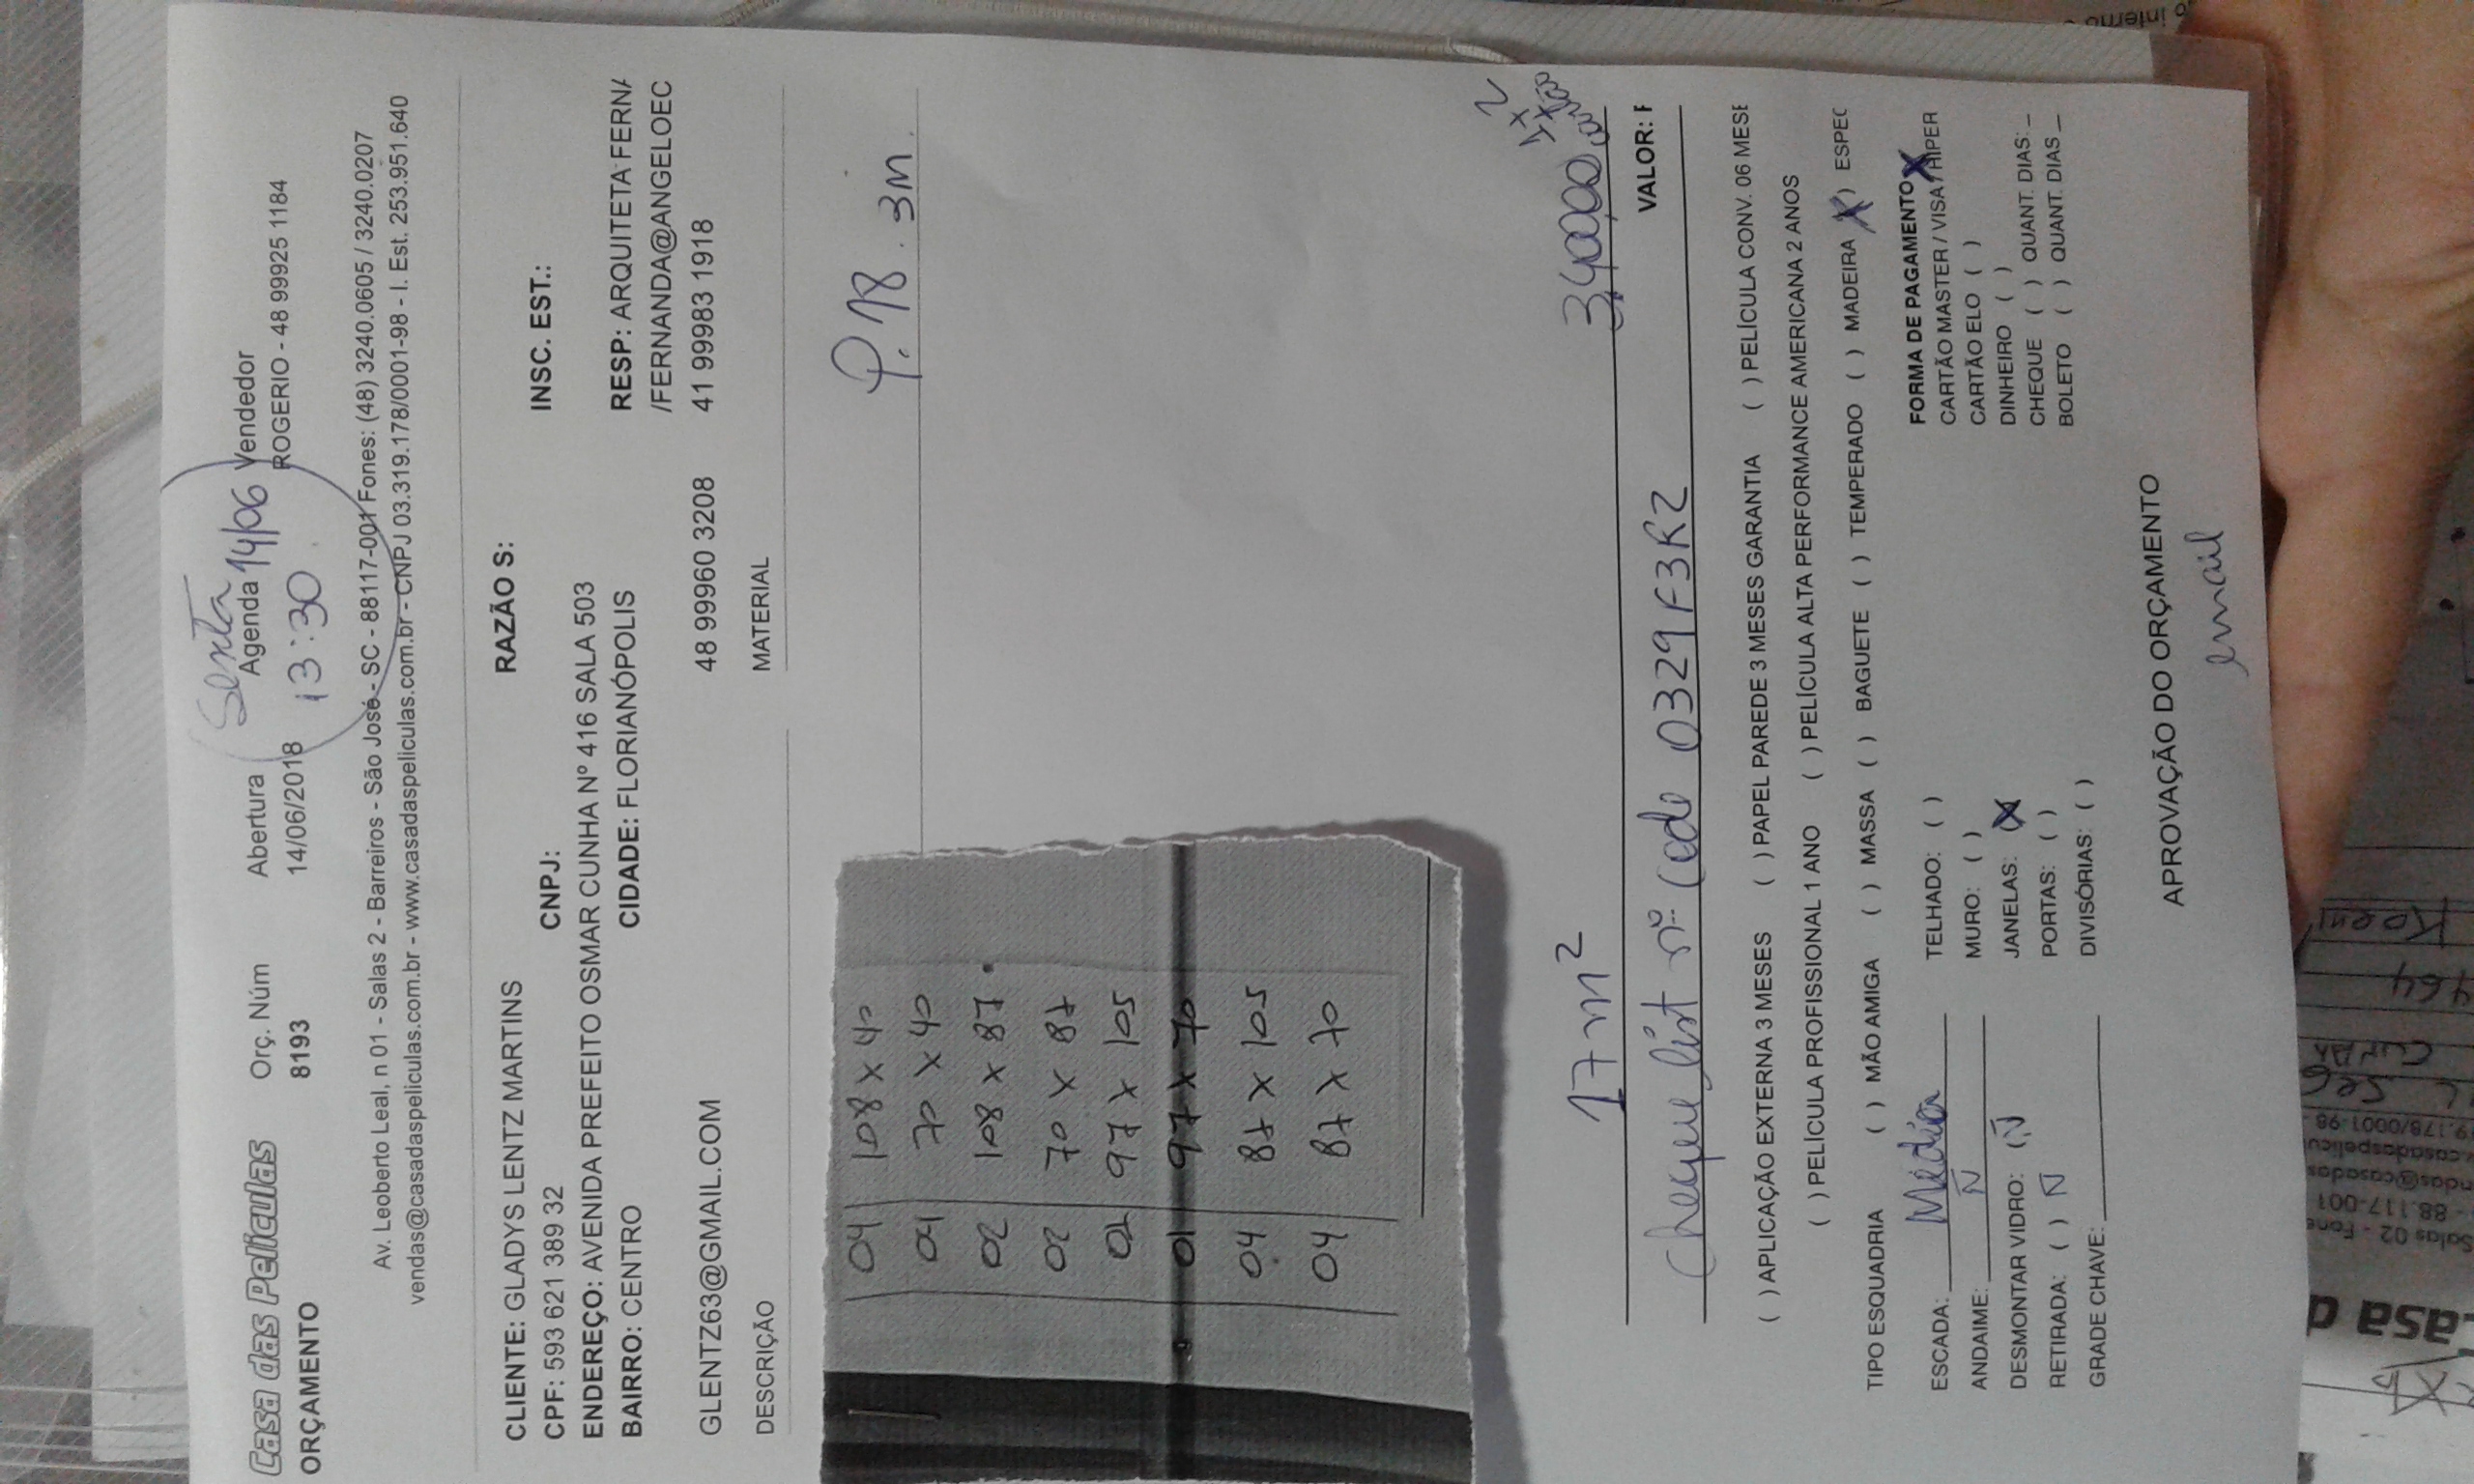 Casa das Películas Orç. Núm Abertura Agenda 14/06 Vendedor
Sexta
ORÇAMENTO 8193 14/06/2018 13:30 ROGERIO - 48 99925 1184
Av. Leoberto Leal, n 01 - Salas 2 - Barreiros - São José - SC - 88117-001 Fones: (48) 3240.0605 / 3240.0207
vendas@casadaspeliculas.com.br - www.casadaspeliculas.com.br - CNPJ 03.319.178/0001-98 - I. Est. 253.951.640
CLIENTE: GLADYS LENTZ MARTINS RAZÃO S:
CPF: 593 621 389 32 CNPJ: INSC. EST.:
ENDEREÇO: AVENIDA PREFEITO OSMAR CUNHA Nº 416 SALA 503 RESP: ARQUITETA FERNA
BAIRRO: CENTRO CIDADE: FLORIANÓPOLIS /FERNANDA@ANGELOEC
GLENTZ63@GMAIL.COM 48 99960 3208 41 99983 1918
DESCRIÇÃO MATERIAL
P. 18. 3m.
04 108 x 40
04 70 x 40
02 108 x 87
02 70 x 87
97 x 105
01 97 x 70
04 87 x 105
04 87 x 70
17 m²
VALOR:
Cheque list nº Cod 0329F3RZ
( ) APLICAÇÃO EXTERNA 3 MESES ( ) PAPEL PAREDE 3 MESES GARANTIA ( ) PELÍCULA CONV. 06 MESE
( ) PELÍCULA PROFISSIONAL 1 ANO ( ) PELÍCULA ALTA PERFORMANCE AMERICANA 2 ANOS
TIPO ESQUADRIA ( ) MÃO AMIGA ( ) MASSA ( ) BAGUETE ( ) TEMPERADO ( ) MADEIRA (X) ESPEC
ESCADA: Média TELHADO: ( ) FORMA DE PAGAMENTO X
ANDAIME: N MURO: ( ) CARTÃO MASTER / VISA / HIPER
DESMONTAR VIDRO: (N JANELAS: (X) CARTÃO ELO ( )
RETIRADA: ( ) N PORTAS: ( ) DINHEIRO ( )
GRADE CHAVE: DIVISÓRIAS: ( ) CHEQUE ( ) QUANT. DIAS:
BOLETO ( ) QUANT. DIAS
APROVAÇÃO DO ORÇAMENTO
email